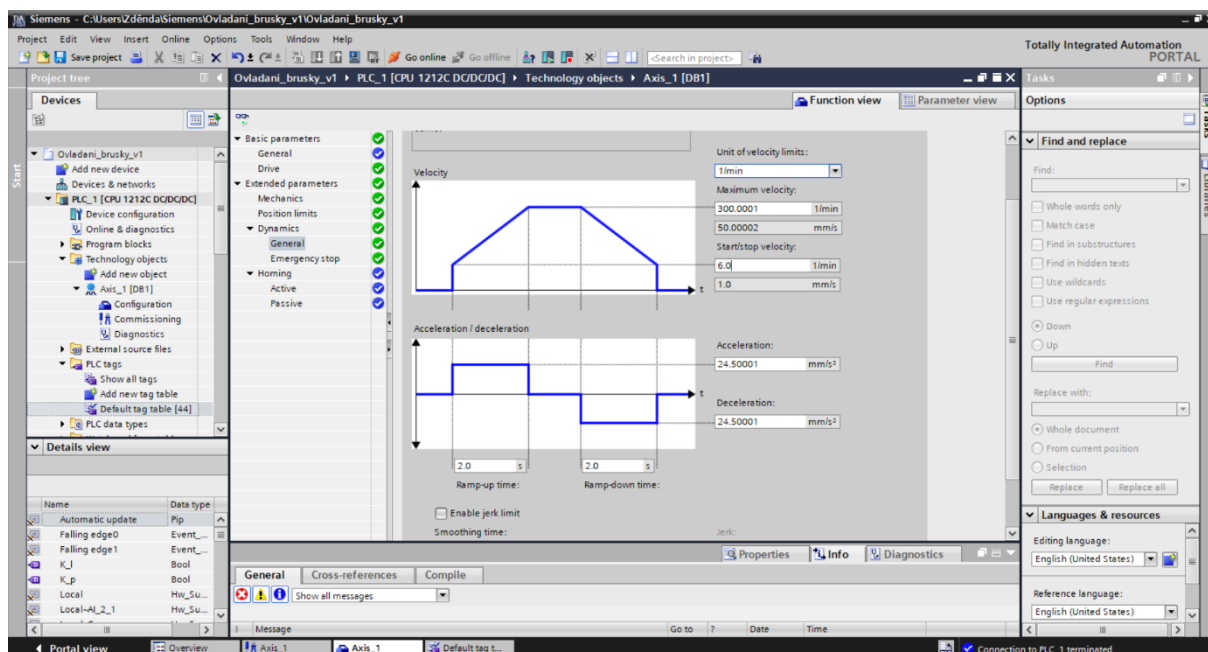 Siemens - C:\Users\Zděnda\Siemens\Ovladani_brusky_v1\Ovladani_brusky_v1
Project Edit View Insert Online Options Tools Window Help
Totally Integrated Automation
PORTAL
Save project
Go online
Go offline
<Search in project>
Project tree
Ovladani_brusky_v1 ▸ PLC_1 [CPU 1212C DC/DC/DC] ▸ Technology objects ▸ Axis_1 [DB1]
Tasks
Devices
Function view
Parameter view
Options
Start
Ovladani_brusky_v1
Add new device
Devices & networks
PLC_1 [CPU 1212C DC/DC/DC]
Device configuration
Online & diagnostics
Program blocks
Technology objects
Add new object
Axis_1 [DB1]
Configuration
Commissioning
Diagnostics
External source files
PLC tags
Show all tags
Add new tag table
Default tag table [44]
PLC data types
Details view
Name Data type
Automatic update Pip
Falling edge0 Event_...
Falling edge1 Event_...
K_l Bool
K_p Bool
Local Hw_Su...
Local~AI_2_1 Hw_Su...
Basic parameters
General
Drive
Extended parameters
Mechanics
Position limits
Dynamics
General
Emergency stop
Homing
Active
Passive
Velocity
t
Unit of velocity limits:
1/min
Maximum velocity:
300.0001 1/min
50.00002 mm/s
Start/stop velocity:
6.0 1/min
1.0 mm/s
Acceleration / deceleration
t
Acceleration:
24.50001 mm/s²
Deceleration:
24.50001 mm/s²
2.0 s
2.0 s
Ramp-up time:
Ramp-down time:
Enable jerk limit
Smoothing time:
Jerk:
Properties
Info
Diagnostics
General
Cross-references
Compile
Show all messages
! Message Go to ? Date Time
Find and replace
Find:
Whole words only
Match case
Find in substructures
Find in hidden texts
Use wildcards
Use regular expressions
Down
Up
Find
Replace with:
Whole document
From current position
Selection
Replace
Replace all
Languages & resources
Editing language:
English (United States)
Reference language:
English (United States)
Tasks
Libraries
Portal view
Overview
Axis_1
Axis_1
Default tag t...
Connection to PLC_1 terminated